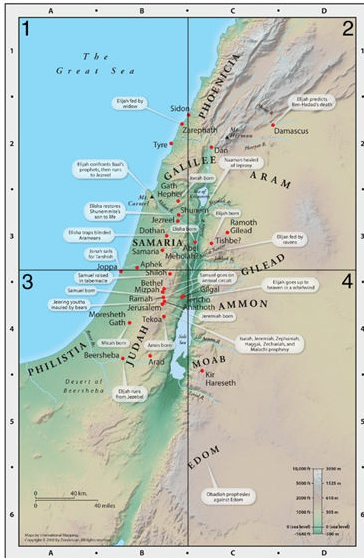 A
B
C
D
1
2
The
Great Sea
PHOENICIA
Elijah fed by
widow
Elijah predicts
Ben-Hadad's death
Sidon
Zarephath
Damascus
Tyre
Mt.
Hermon
Dan
Elijah confronts Baal's
prophets, then runs
to Jezreel
GALILEE
Naaman healed
of leprosy
ARAM
Jonah born
Gath
Hepher
Mt.
Carmel
Elisha restores
Shunammite's
son to life
Shunem
Jezreel
Elijah born
Ramoth
Gilead
Dothan
Elisha born
Elisha traps blinded
Arameans
SAMARIA
Abel
Meholah?
Tishbe?
Elijah fed by
ravens
Samaria
Jonah sails
for Tarshish
Joppa
Aphek
Shiloh
GILEAD
3
4
Samuel raised
in tabernacle
Samuel goes on
annual circuit
Elijah goes up to
heaven in a whirlwind
Bethel
Mizpah
Gilgal
Samuel born
Ramah
Jericho
AMMON
Jerusalem
Anathoth
Jeering youths
mauled by bears
Jeremiah born
Tekoa
Moresheth
Gath
Isaiah, Jeremiah, Zephaniah,
Haggai, Zechariah, and
Malachi prophesy
Micah born
Amos born
PHILISTIA
JUDAH
Beersheba
Arad
MOAB
Kir
Hareseth
Desert of
Beersheba
Elijah runs
from Jezebel
EDOM
Obadiah prophesies
against Edom
0 40 km.
0 40 miles
A
B
C
D